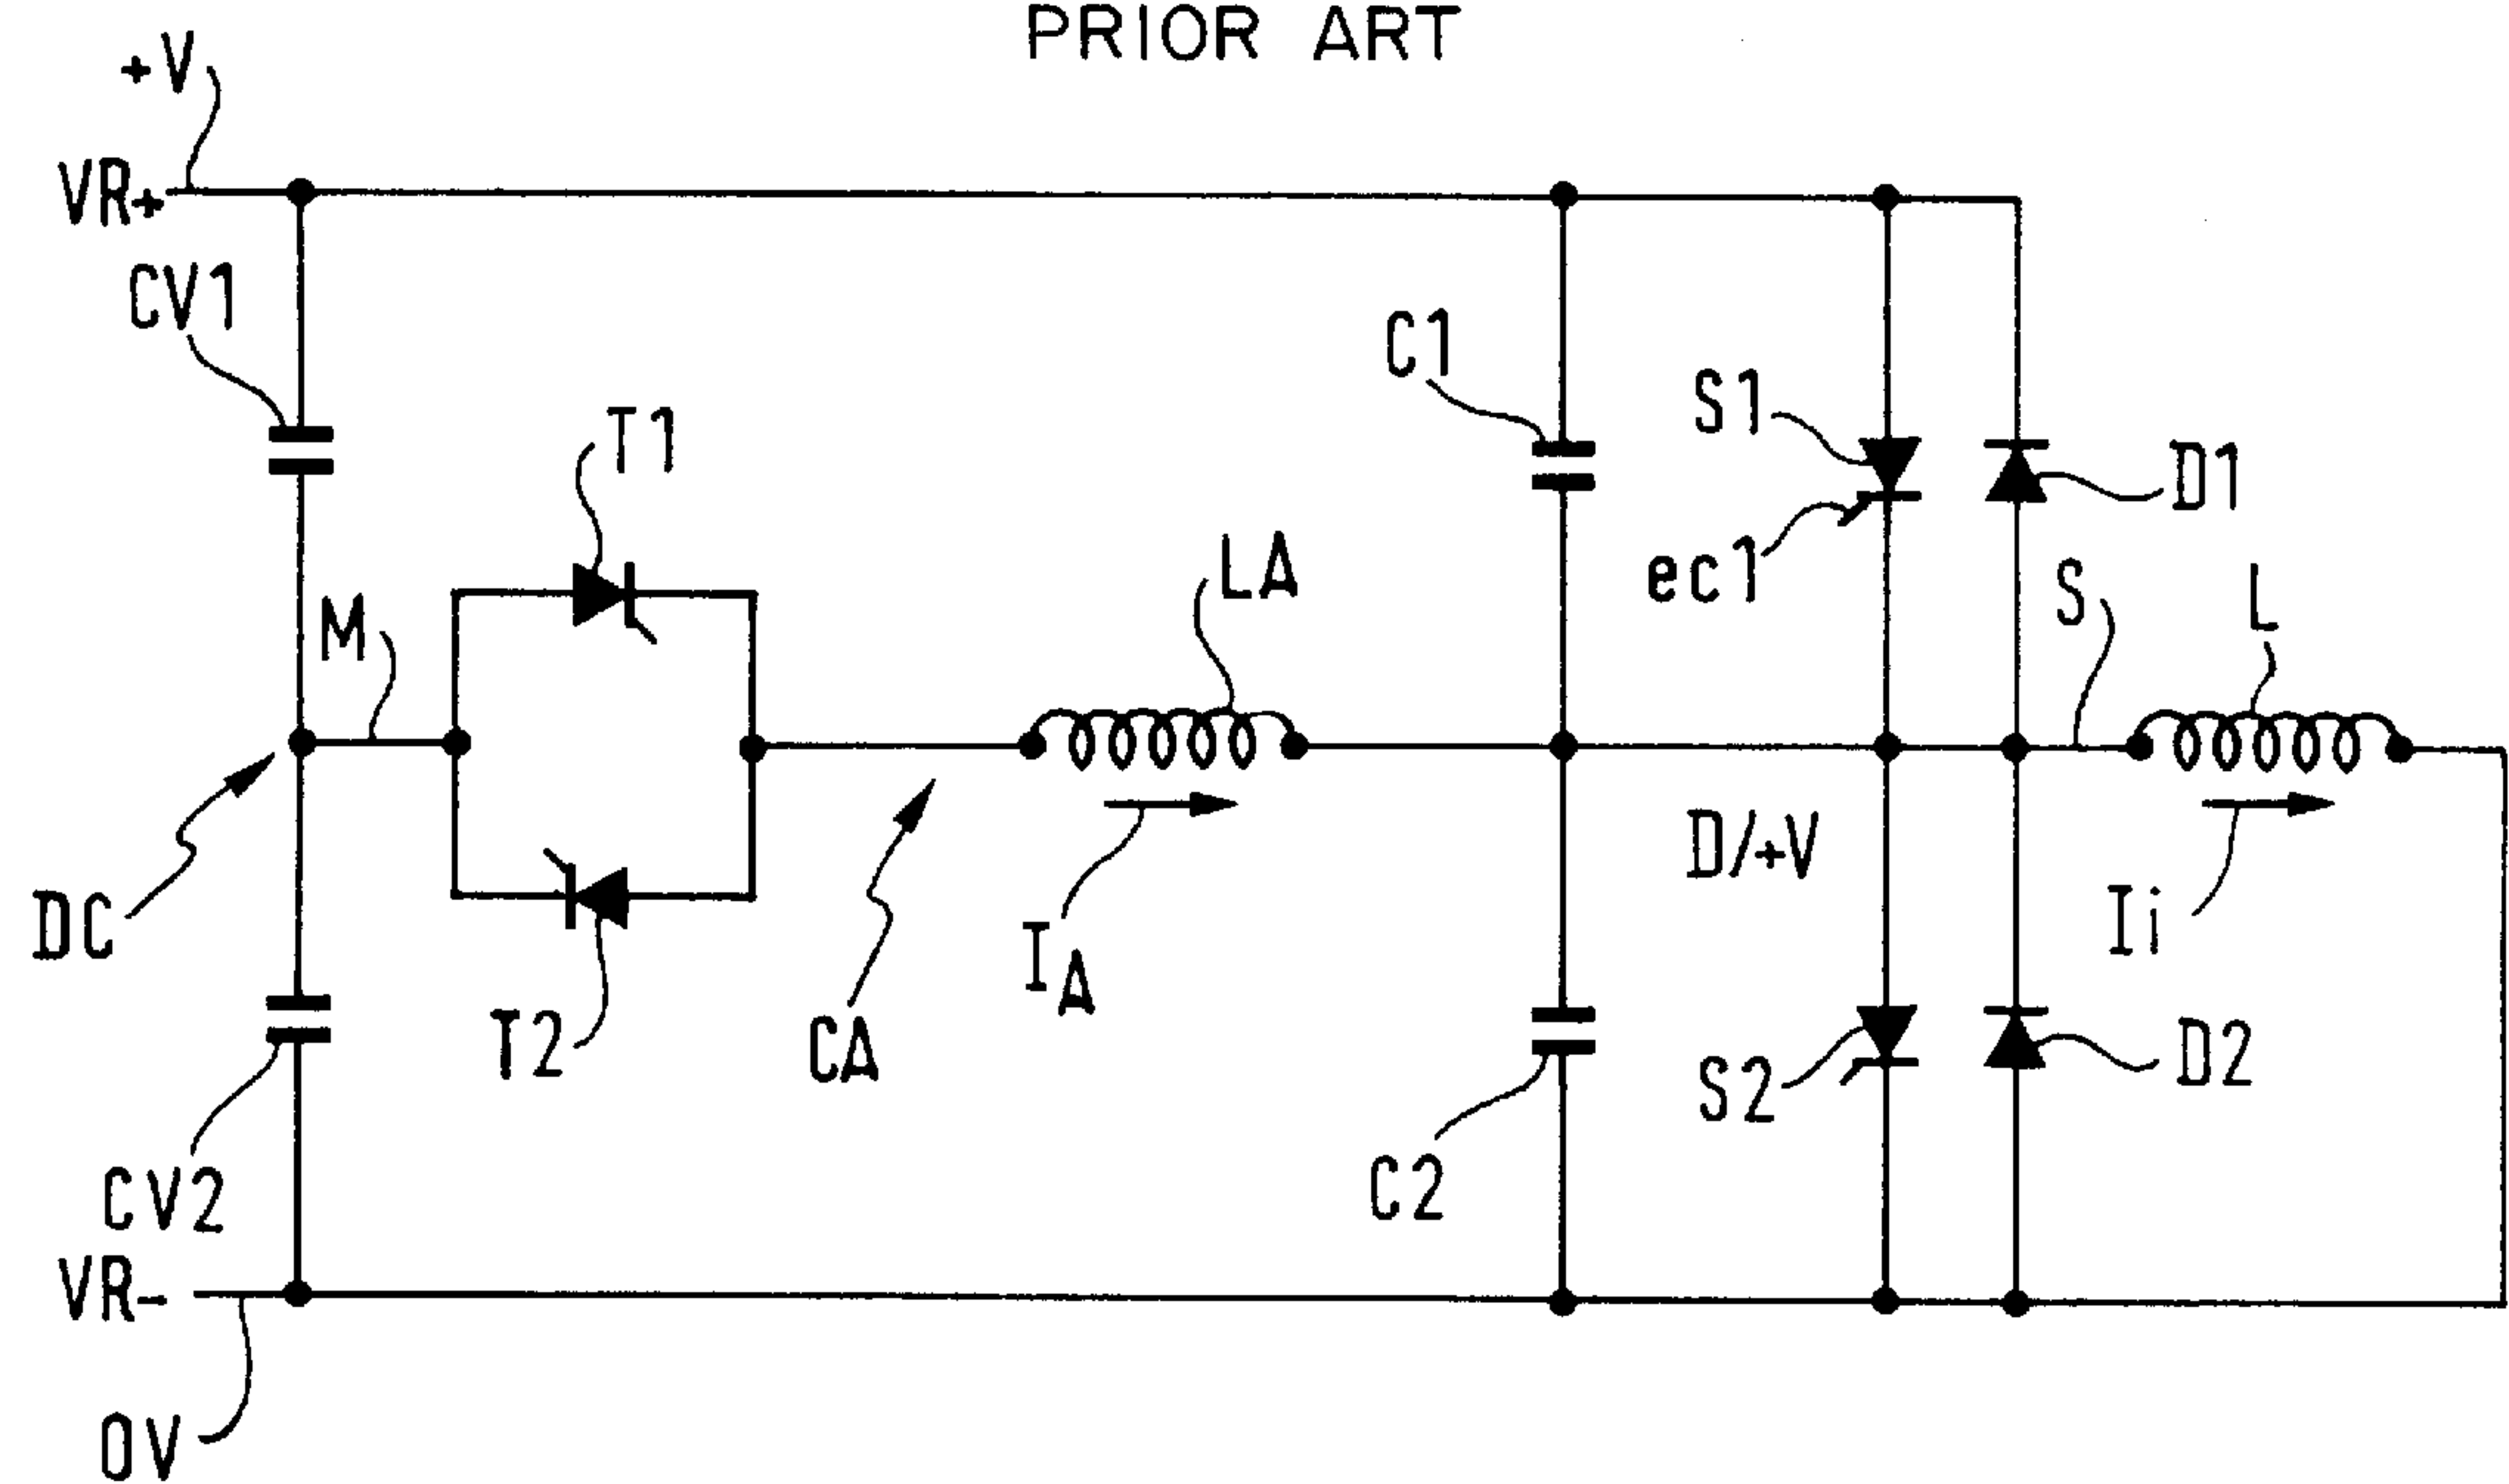 PRIOR ART
+V
VR+
CV1
C1
S1
T1
D1
LA
ec1
S
L
M
D/+V
DC
Ii
IA
CA
T2
D2
S2
C2
CV2
VR-
0V